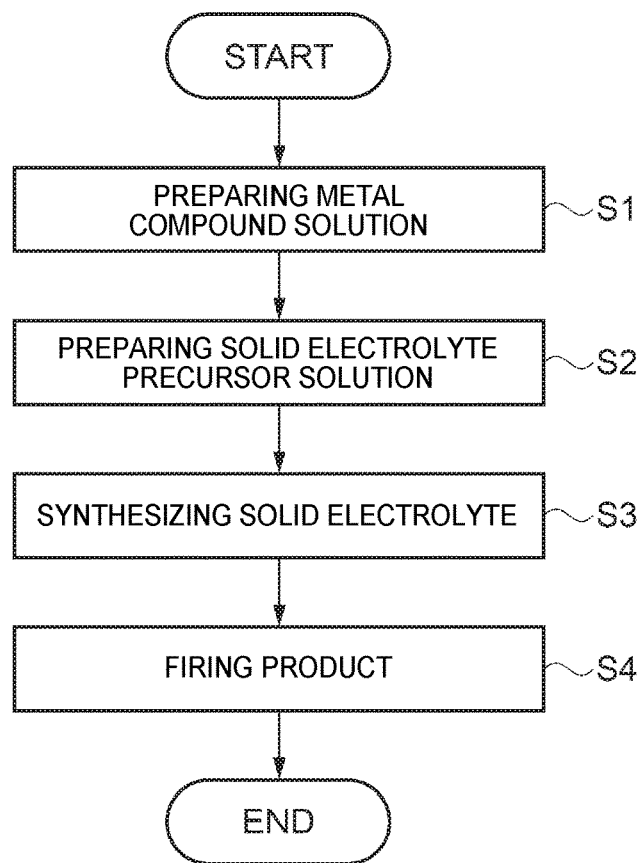 START
PREPARING METAL
COMPOUND SOLUTION
S1
PREPARING SOLID ELECTROLYTE
PRECURSOR SOLUTION
S2
SYNTHESIZING SOLID ELECTROLYTE
S3
FIRING PRODUCT
S4
END